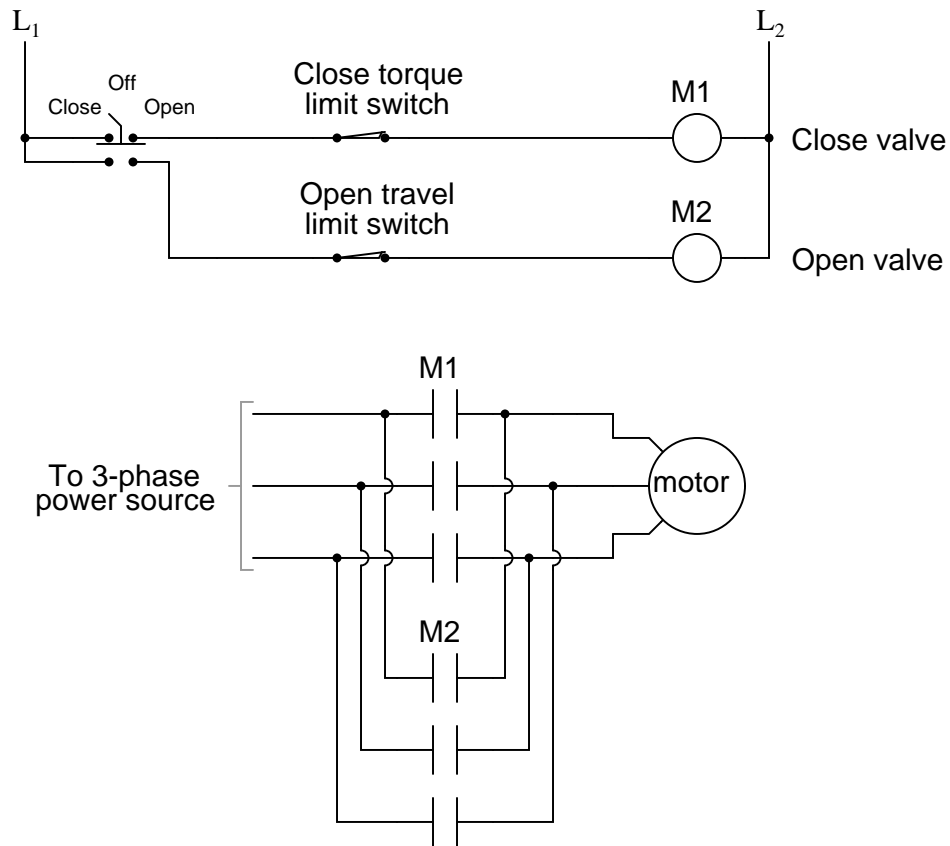 L1
L2
Close torque
limit switch
M1
Off
Close
Open
Close valve
Open travel
limit switch
M2
Open valve
M1
To 3-phase
power source
motor
M2